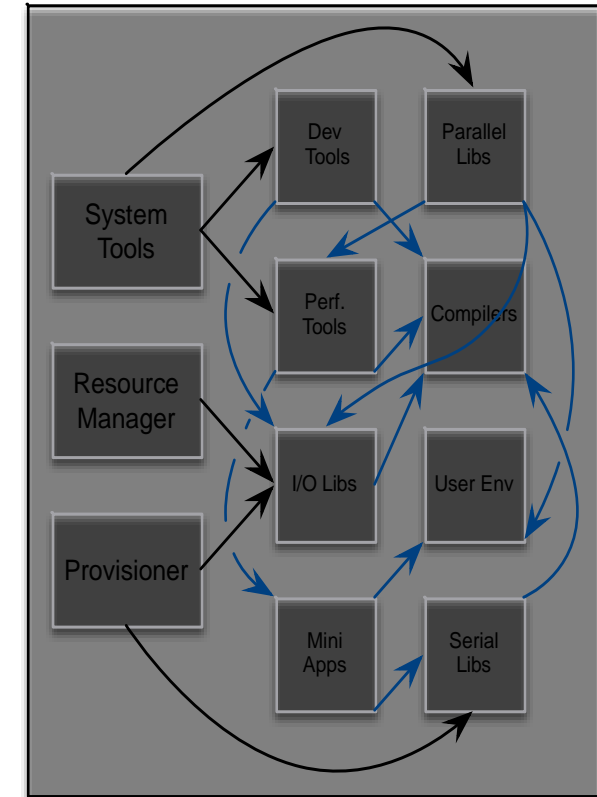 Dev
Tools
Parallel
Libs
System
Tools
Perf.
Tools
Compilers
Resource
Manager
I/O Libs
User Env
Provisioner
Mini
Apps
Serial
Libs